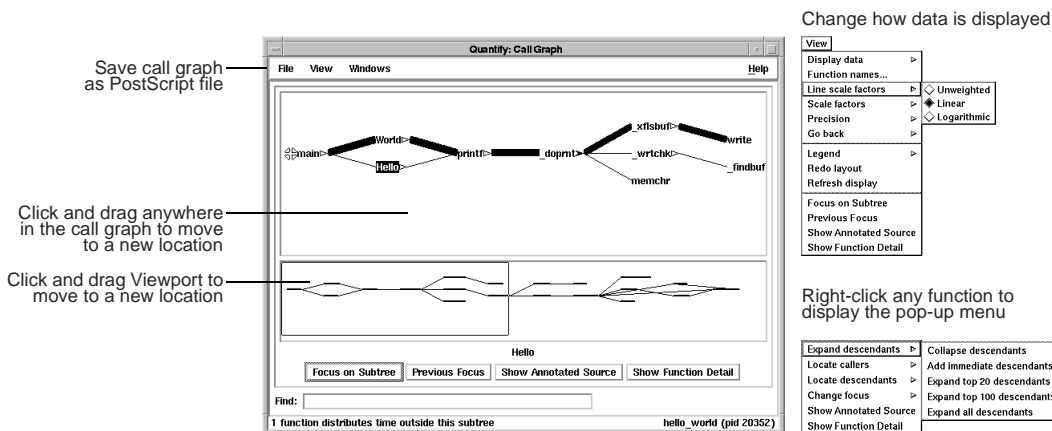 Change how data is displayed
Save call graph
as PostScript file
Click and drag anywhere
in the call graph to move
to a new location
Click and drag Viewport to
move to a new location
Quantify: Call Graph
File View Windows Help
main
World
Hello
printf
_doprnt
_xflsbuf
_wrtchk
memchr
write
_findbuf
Hello
Focus on Subtree Previous Focus Show Annotated Source Show Function Detail
Find:
1 function distributes time outside this subtree hello_world (pid 20352)
View
Display data
Function names...
Line scale factors
Scale factors
Precision
Go back
Legend
Redo layout
Refresh display
Focus on Subtree
Previous Focus
Show Annotated Source
Show Function Detail
Unweighted
Linear
Logarithmic
Right-click any function to
display the pop-up menu
Expand descendants
Locate callers
Locate descendants
Change focus
Show Annotated Source
Show Function Detail
Collapse descendants
Add immediate descendants
Expand top 20 descendants
Expand top 100 descendants
Expand all descendants